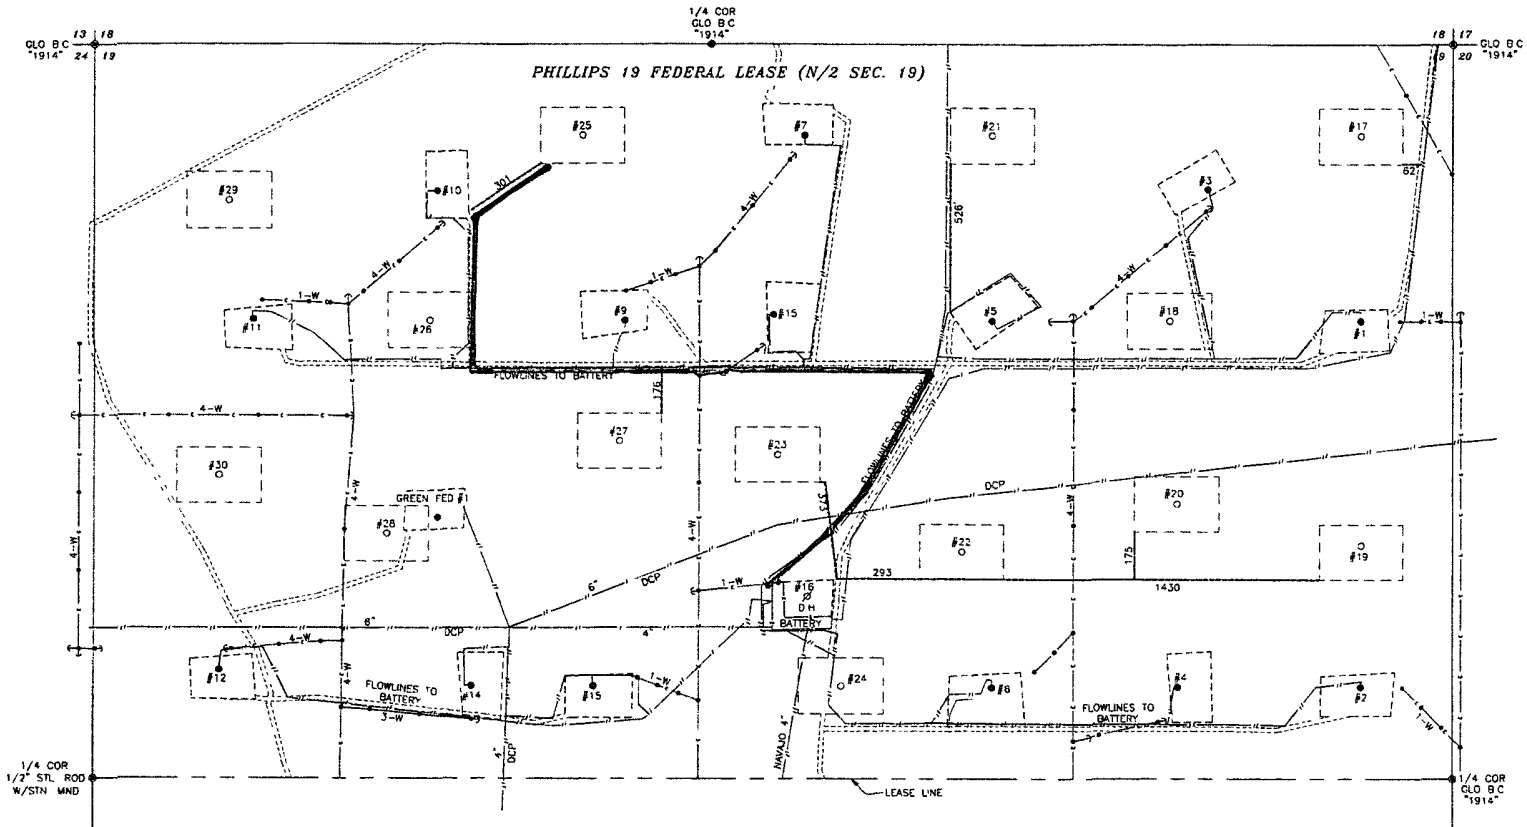 1/4 COR
GLO B C
"1914"
13 18
24 19
GLO B C
"1914"
18 17
19 20
GLO B C
"1914"
PHILLIPS 19 FEDERAL LEASE (N/2 SEC. 19)
#25
#7
#21
#17
#29
#10
301
4-W
#3
62
526'
4-W
4-W
1-W
1-W
#11
#26
#9
#15
#5
#18
#1
1-W
FLOWLINES TO BATTERY
176
FLOWLINES TO BATTERY
4-W
#27
#23
#30
4-W
GREEN FED #1
#28
373
DCP
#20
4-W
4-W
4-W
#22
#19
175
6"
DCP
1-W
#16
D H
BATTERY
293
1430
6"
DCP
4"
4-W
4-W
#12
FLOWLINES TO
BATTERY
#14
#15
1-W
#24
#6
#4
#2
FLOWLINES TO
BATTERY
3-W
1-W
4"
DCP
NAVAJO 4"
1/4 COR
1/2" STL ROD
W/STN MND
LEASE LINE
1/4 COR
GLO B C
"1914"